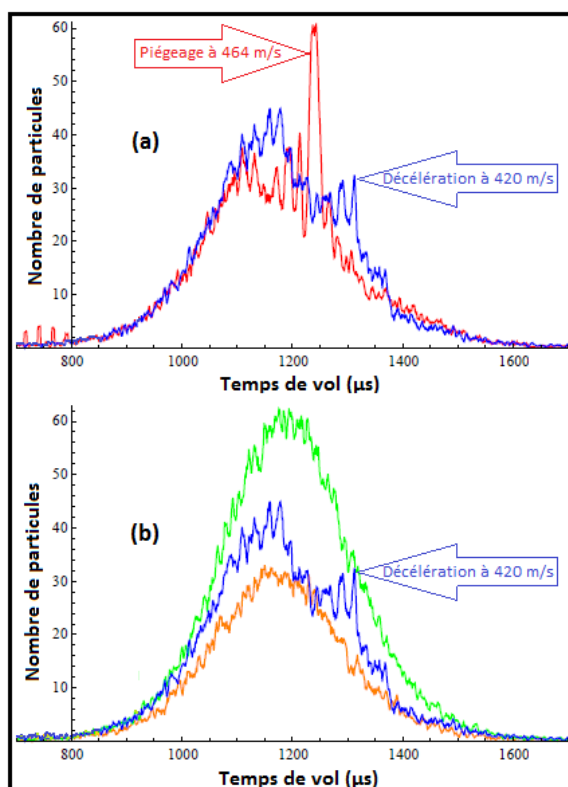 60
Piégeage à 464 m/s
50
(a)
40
Décélération à 420 m/s
30
20
10
Nombre de particules
800 1000 1200 1400 1600
Temps de vol (µs)
60
50
(b)
40
Décélération à 420 m/s
30
20
10
Nombre de particules
800 1000 1200 1400 1600
Temps de vol (µs)